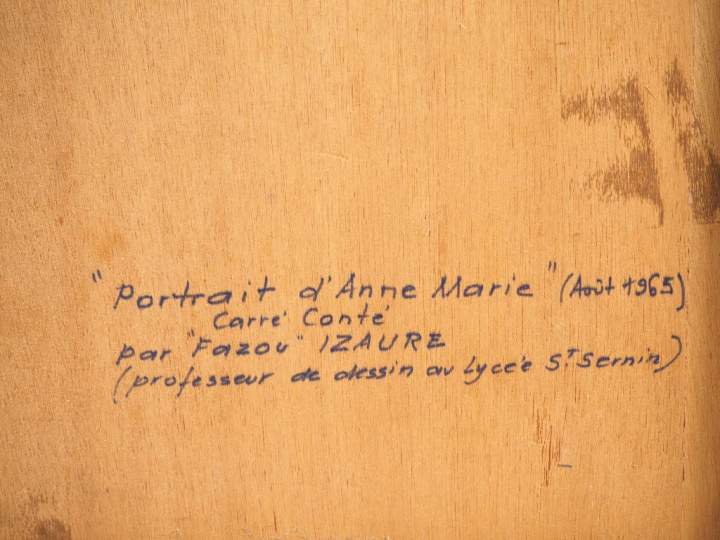 "Portrait d'Anne Marie" (Août 1965)
Carré Conté
par "Fazou" IZAURE
(professeur de dessin au Lycée St Sernin)